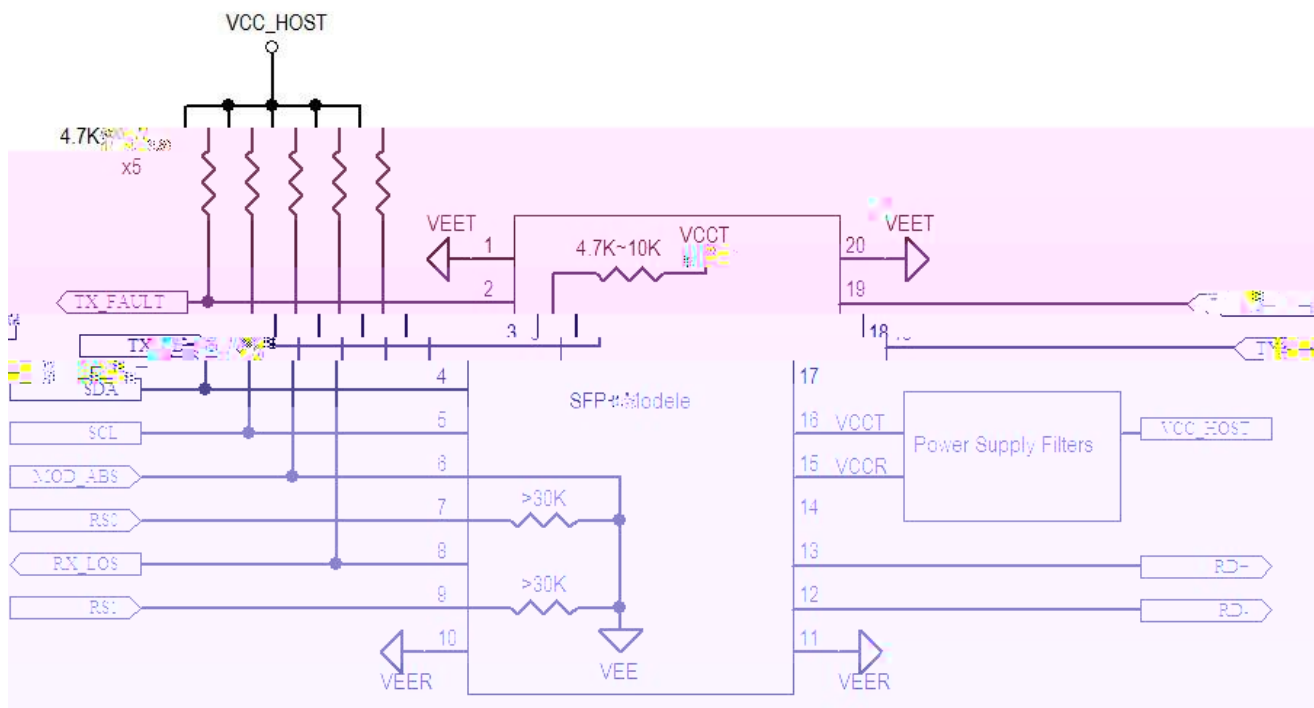 VCC_HOST
4.7K
x5
VEET
1
4.7K~10K
VCCT
20
VEET
TX_FAULT
2
19
3
18
TX
SDA
4
17
SCL
5
16
VCCT
Power Supply Filters
VCC_HOST
MOD_ABS
6
15
VCCR
RS0
7
>30K
14
RX_LOS
8
13
RD+
RS1
9
>30K
12
RD-
10
VEER
VEE
11
VEER